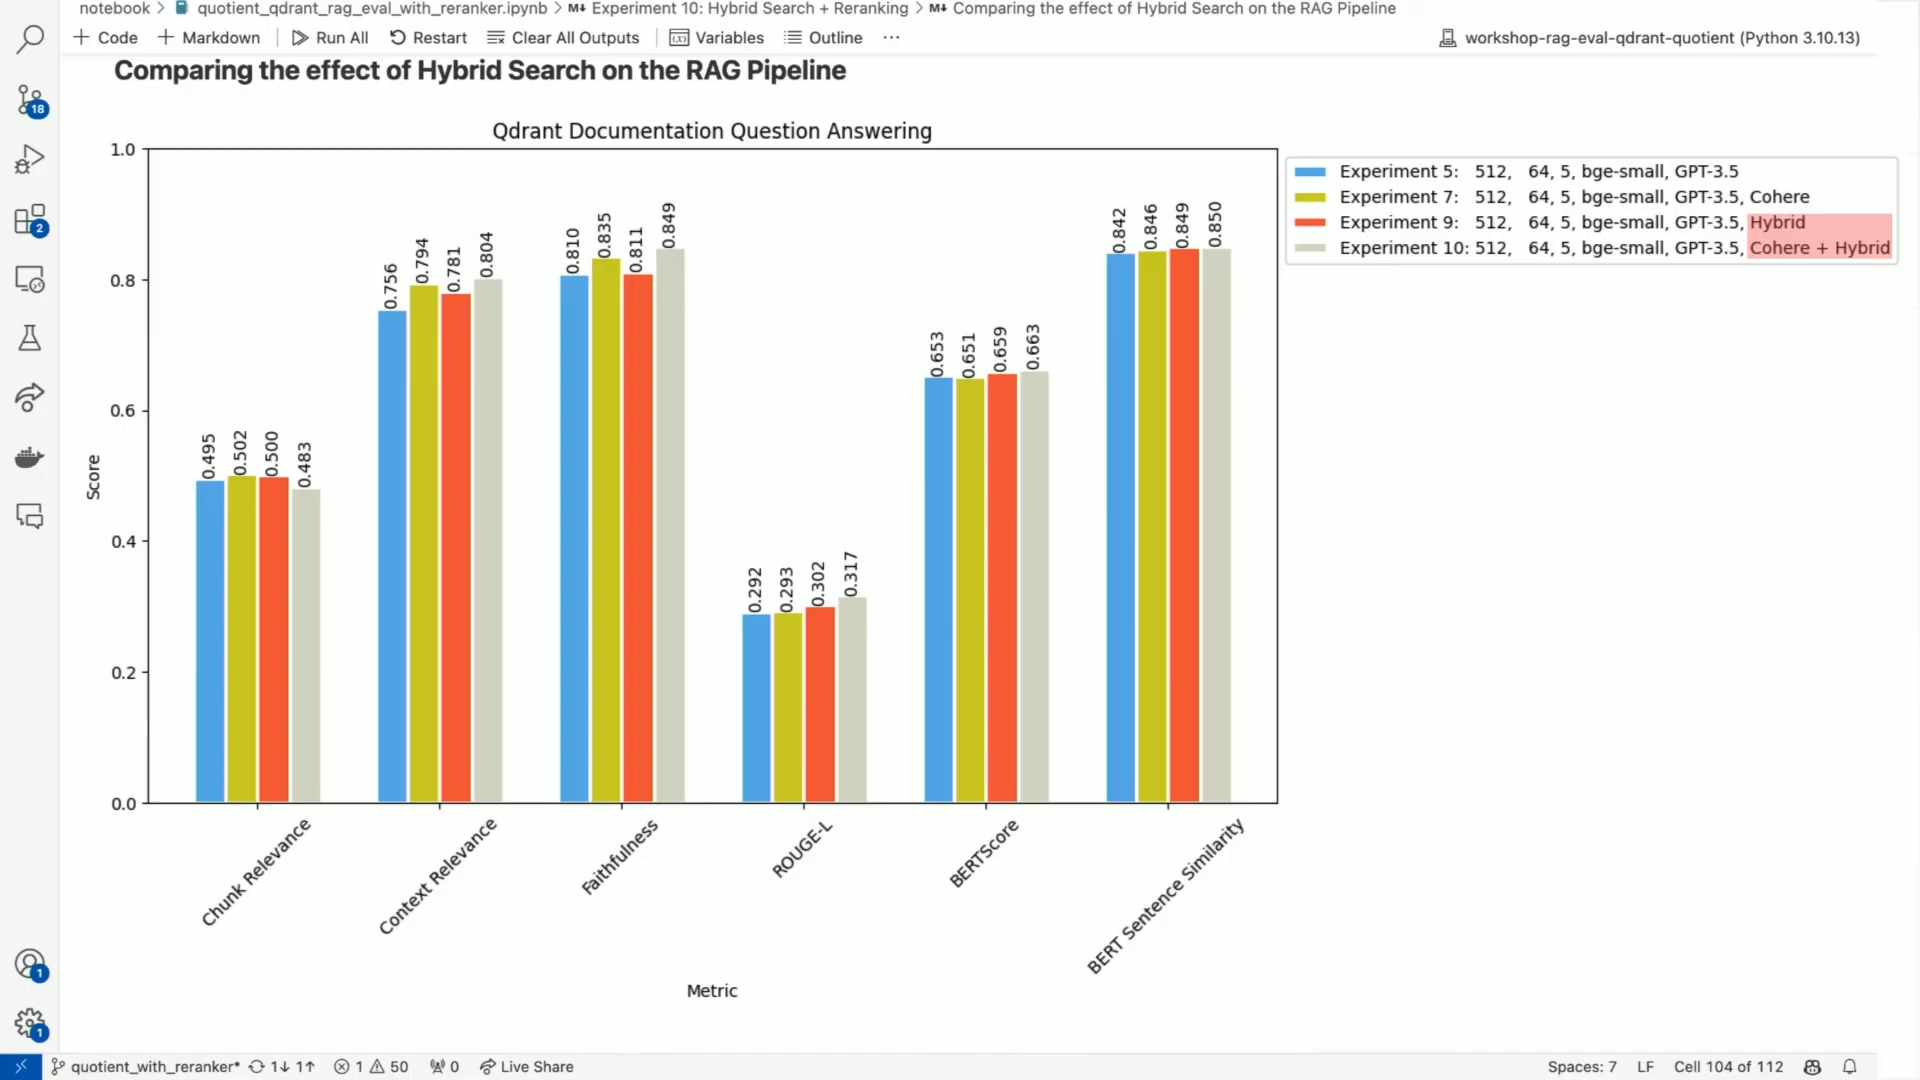 notebook > quotient_qdrant_rag_eval_with_reranker.ipynb > M↓ Experiment 10: Hybrid Search + Reranking > M↓ Comparing the effect of Hybrid Search on the RAG Pipeline
+ Code + Markdown Run All Restart Clear All Outputs Variables Outline ... workshop-rag-eval-qdrant-quotient (Python 3.10.13)
Comparing the effect of Hybrid Search on the RAG Pipeline
Qdrant Documentation Question Answering
Experiment 5: 512, 64, 5, bge-small, GPT-3.5
Experiment 7: 512, 64, 5, bge-small, GPT-3.5, Cohere
Experiment 9: 512, 64, 5, bge-small, GPT-3.5, Hybrid
Experiment 10: 512, 64, 5, bge-small, GPT-3.5, Cohere + Hybrid
Score
1.0
0.8
0.6
0.4
0.2
0.0
0.495 0.502 0.500 0.483
0.756 0.794 0.781 0.804
0.810 0.835 0.811 0.849
0.292 0.293 0.302 0.317
0.653 0.651 0.659 0.663
0.842 0.846 0.849 0.850
Chunk Relevance
Context Relevance
Faithfulness
ROUGE-L
BERTScore
BERT Sentence Similarity
Metric
18
2
1
1
quotient_with_reranker* 1↓ 1↑ 1 50 0 Live Share
Spaces: 7 LF Cell 104 of 112